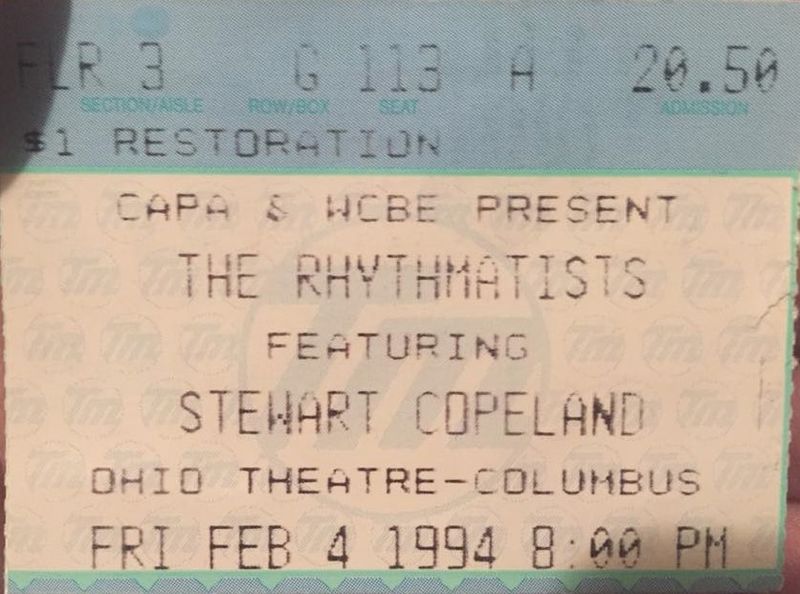 FLR 3 G 113 A 20.50
SECTION/AISLE ROW/BOX SEAT ADMISSION
$1 RESTORATION
CAPA & WCBE PRESENT
THE RHYTHMATISTS
FEATURING
STEWART COPELAND
OHIO THEATRE-COLUMBUS
FRI FEB 4 1994 8:00 PM